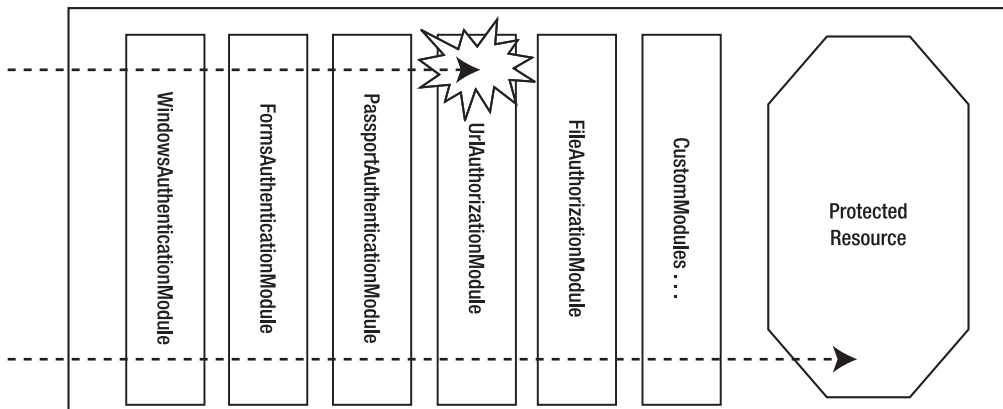 WindowsAuthenticationModule
FormsAuthenticationModule
PassportAuthenticationModule
UrlAuthorizationModule
FileAuthorizationModule
CustomModules . . .
Protected
Resource